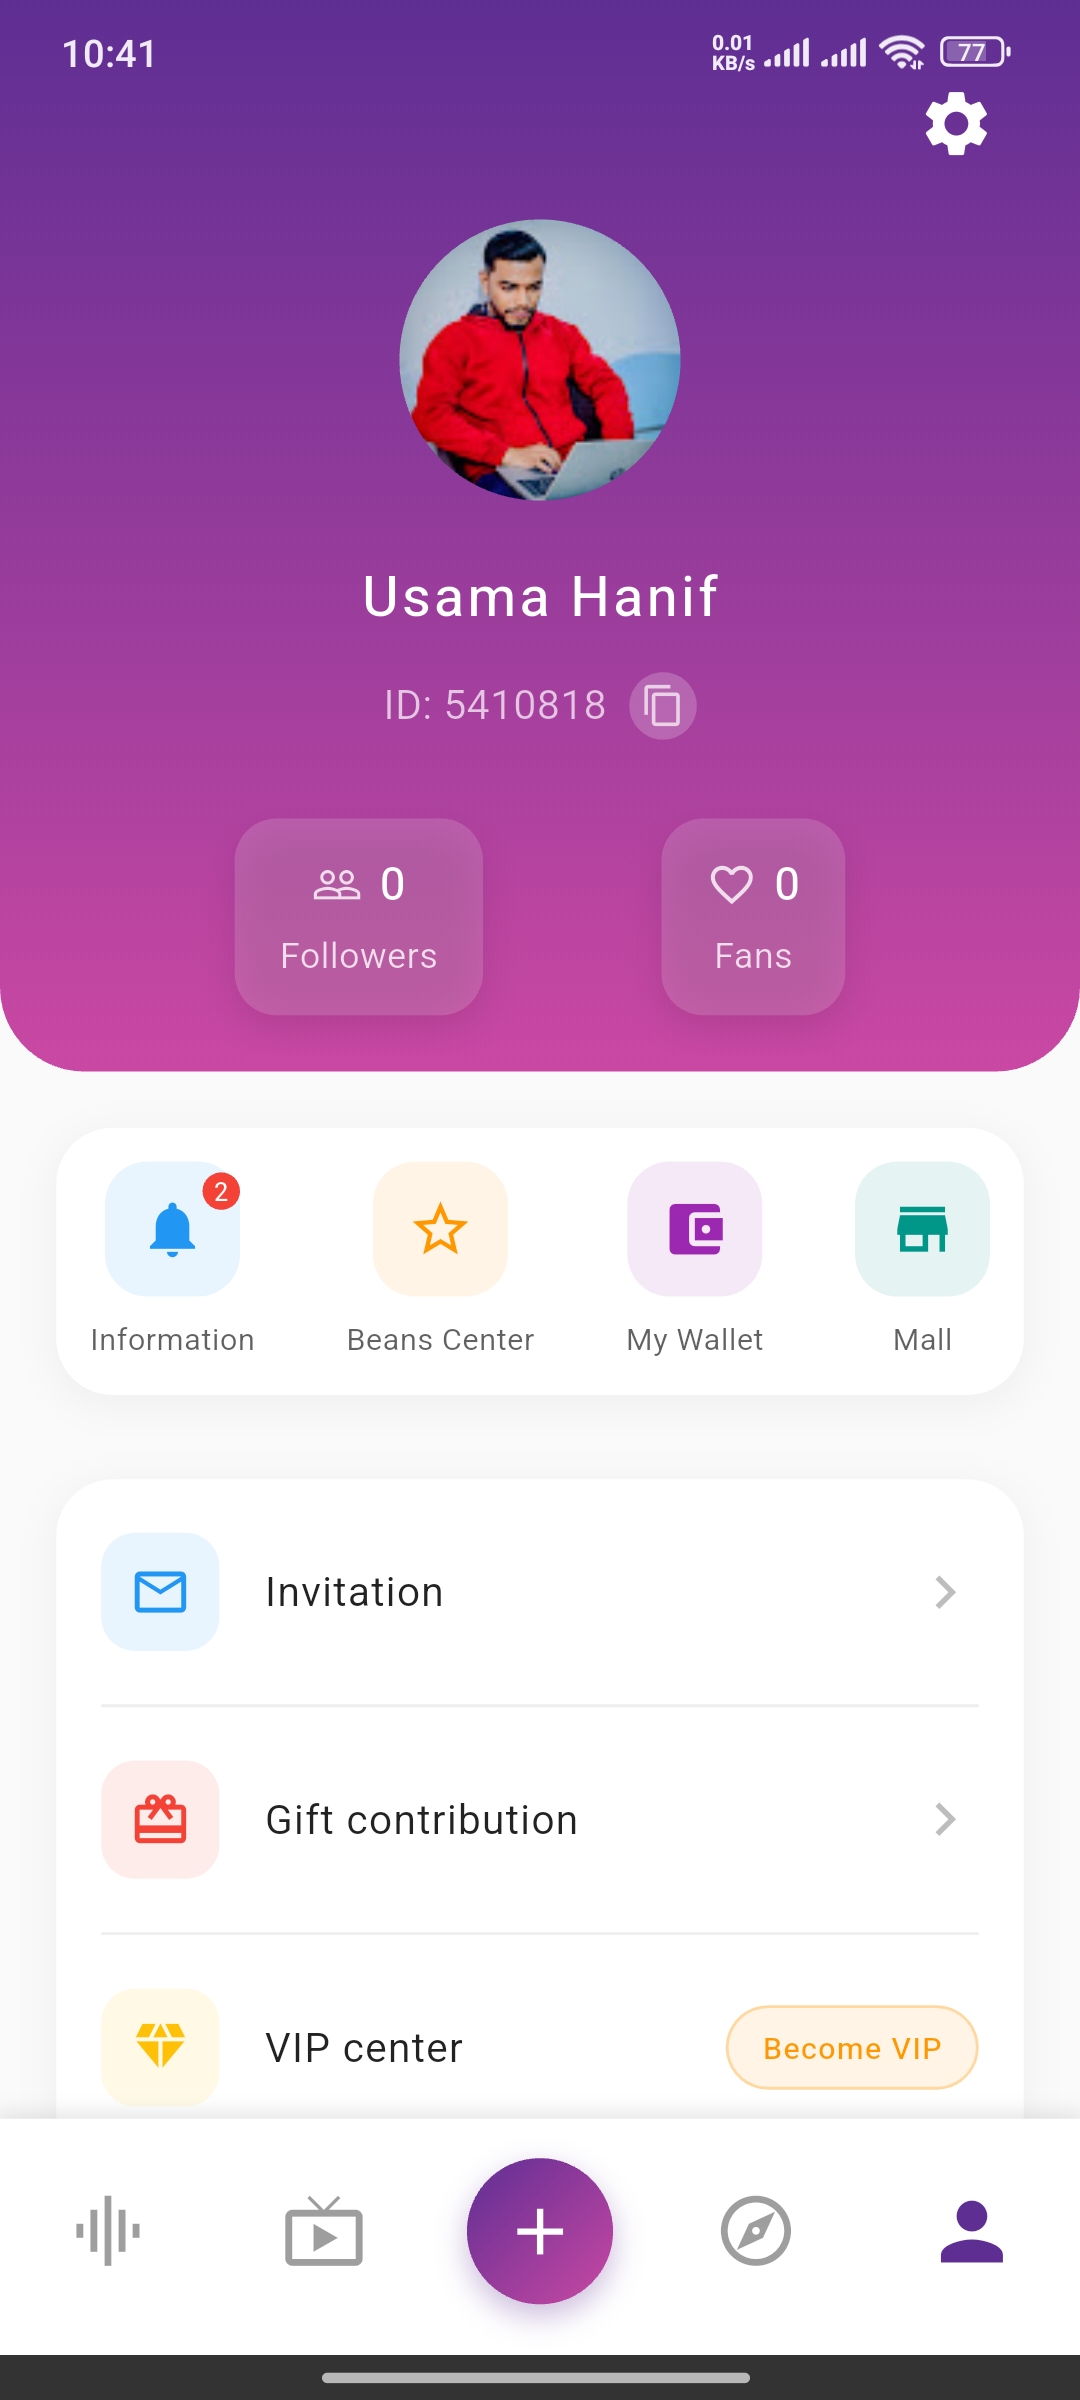 10:41
0.01
KB/s
77
Usama Hanif
ID: 5410818
0
0
Followers
Fans
2
Information
Beans Center
My Wallet
Mall
Invitation
Gift contribution
VIP center
Become VIP